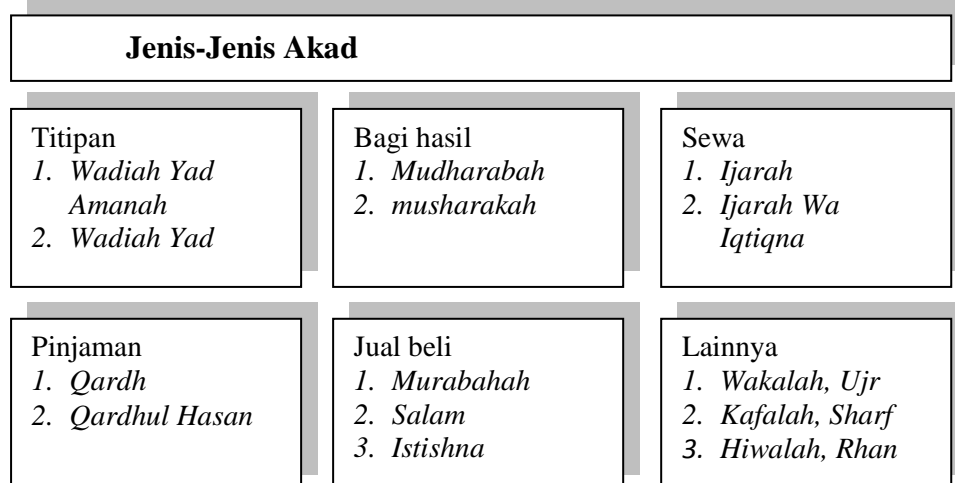 Jenis-Jenis Akad
Titipan
1. Wadiah Yad
Amanah
2. Wadiah Yad
Bagi hasil
1. Mudharabah
2. musharakah
Sewa
1. Ijarah
2. Ijarah Wa
Iqtiqna
Pinjaman
1. Qardh
2. Qardhul Hasan
Jual beli
1. Murabahah
2. Salam
3. Istishna
Lainnya
1. Wakalah, Ujr
2. Kafalah, Sharf
3. Hiwalah, Rhan